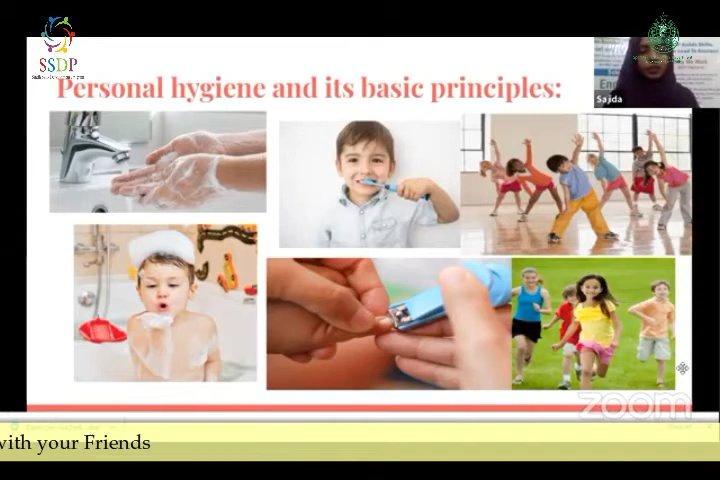 SSDP
Personal hygiene and its basic principles:
Sajda
zoom
with your Friends